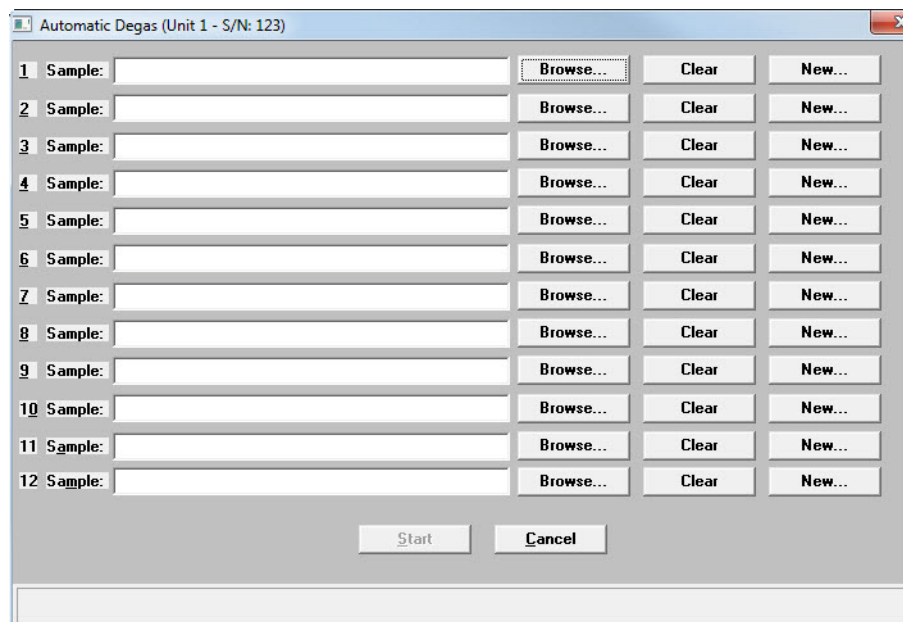 Automatic Degas (Unit 1 - S/N: 123)
1 Sample: Browse... Clear New...
2 Sample: Browse... Clear New...
3 Sample: Browse... Clear New...
4 Sample: Browse... Clear New...
5 Sample: Browse... Clear New...
6 Sample: Browse... Clear New...
7 Sample: Browse... Clear New...
8 Sample: Browse... Clear New...
9 Sample: Browse... Clear New...
10 Sample: Browse... Clear New...
11 Sample: Browse... Clear New...
12 Sample: Browse... Clear New...
Start Cancel